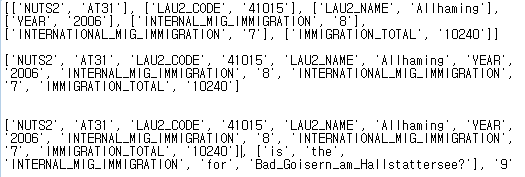 [['NUTS2', 'AT31'], ['LAU2_CODE', '41015'], ['LAU2_NAME', 'Allhaming'],
['YEAR', '2006'], ['INTERNAL_MIG_IMMIGRATION', '8'],
['INTERNATIONAL_MIG_IMMIGRATION', '7'], ['IMMIGRATION_TOTAL', '10240']]
['NUTS2', 'AT31', 'LAU2_CODE', '41015', 'LAU2_NAME', 'Allhaming', 'YEAR',
'2006', 'INTERNAL_MIG_IMMIGRATION', '8', 'INTERNATIONAL_MIG_IMMIGRATION',
'7', 'IMMIGRATION_TOTAL', '10240']
['NUTS2', 'AT31', 'LAU2_CODE', '41015', 'LAU2_NAME', 'Allhaming', 'YEAR',
'2006', 'INTERNAL_MIG_IMMIGRATION', '8', 'INTERNATIONAL_MIG_IMMIGRATION',
'7', 'IMMIGRATION_TOTAL', '10240'], ['is', 'the',
'INTERNAL_MIG_IMMIGRATION', 'for', 'Bad_Goisern_am_Hallstattersee?'], '9'